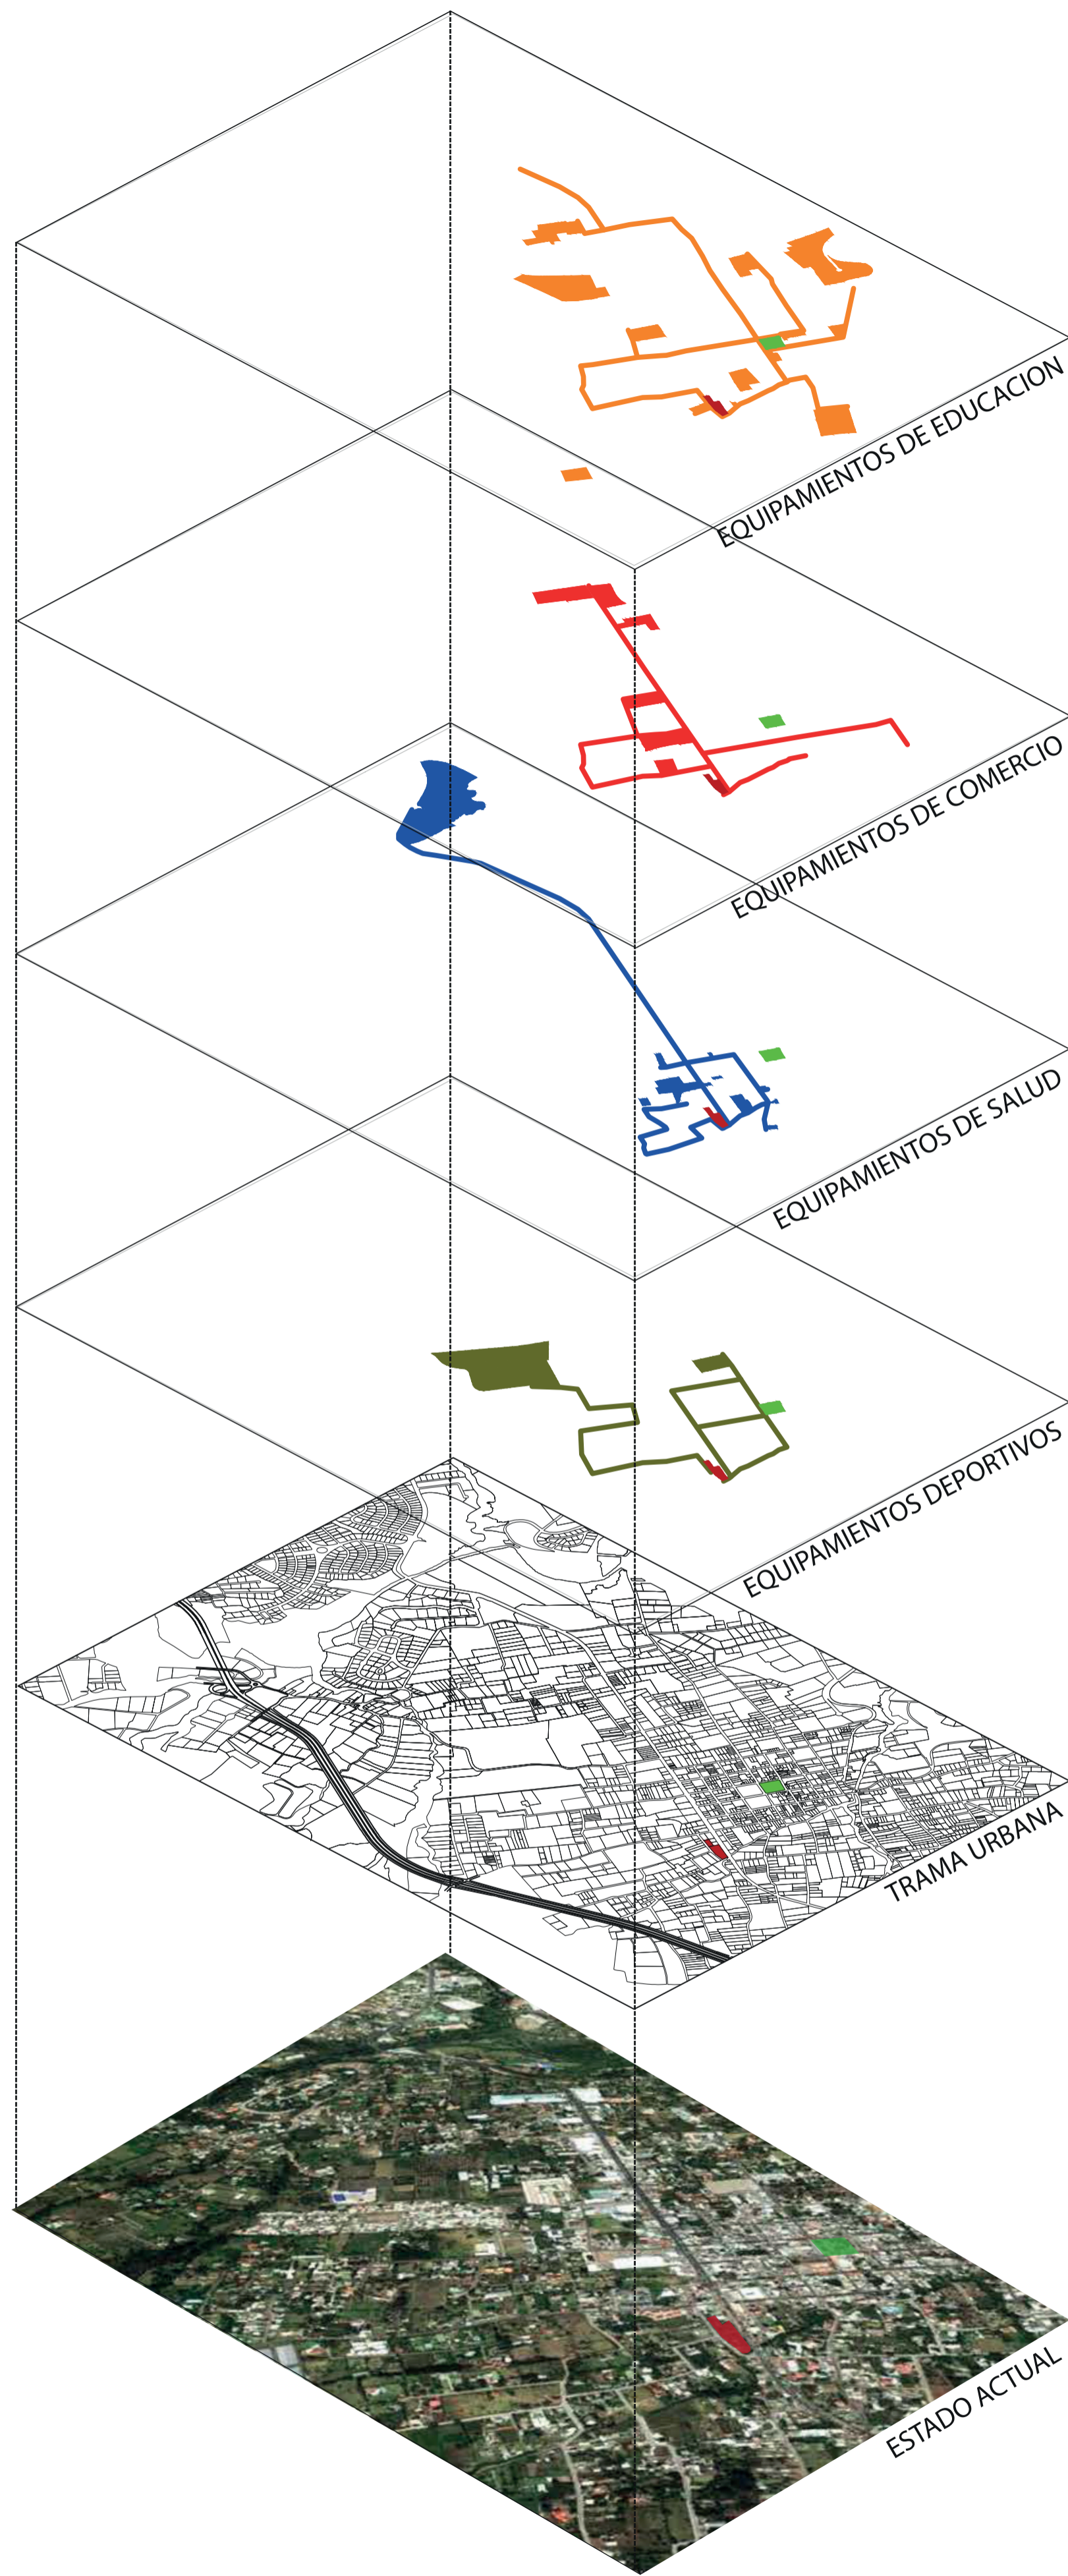 EQUIPAMIENTOS DE EDUCACION
EQUIPAMIENTOS DE COMERCIO
EQUIPAMIENTOS DE SALUD
EQUIPAMIENTOS DEPORTIVOS
TRAMA URBANA
ESTADO ACTUAL